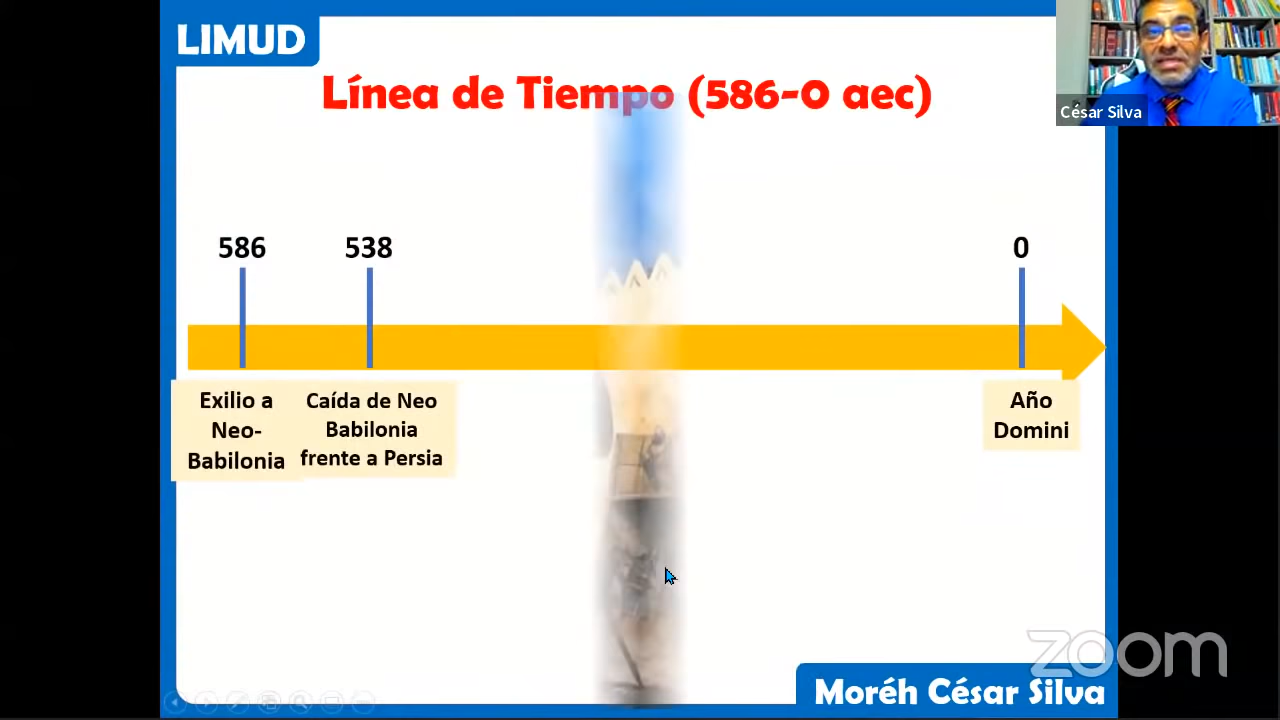 LIMUD
Línea de Tiempo (586-0 aec)
César Silva
586
538
0
Exilio a
Neo-
Babilonia
Caída de Neo
Babilonia
frente a Persia
Año
Domini
zoom
Moréh César Silva